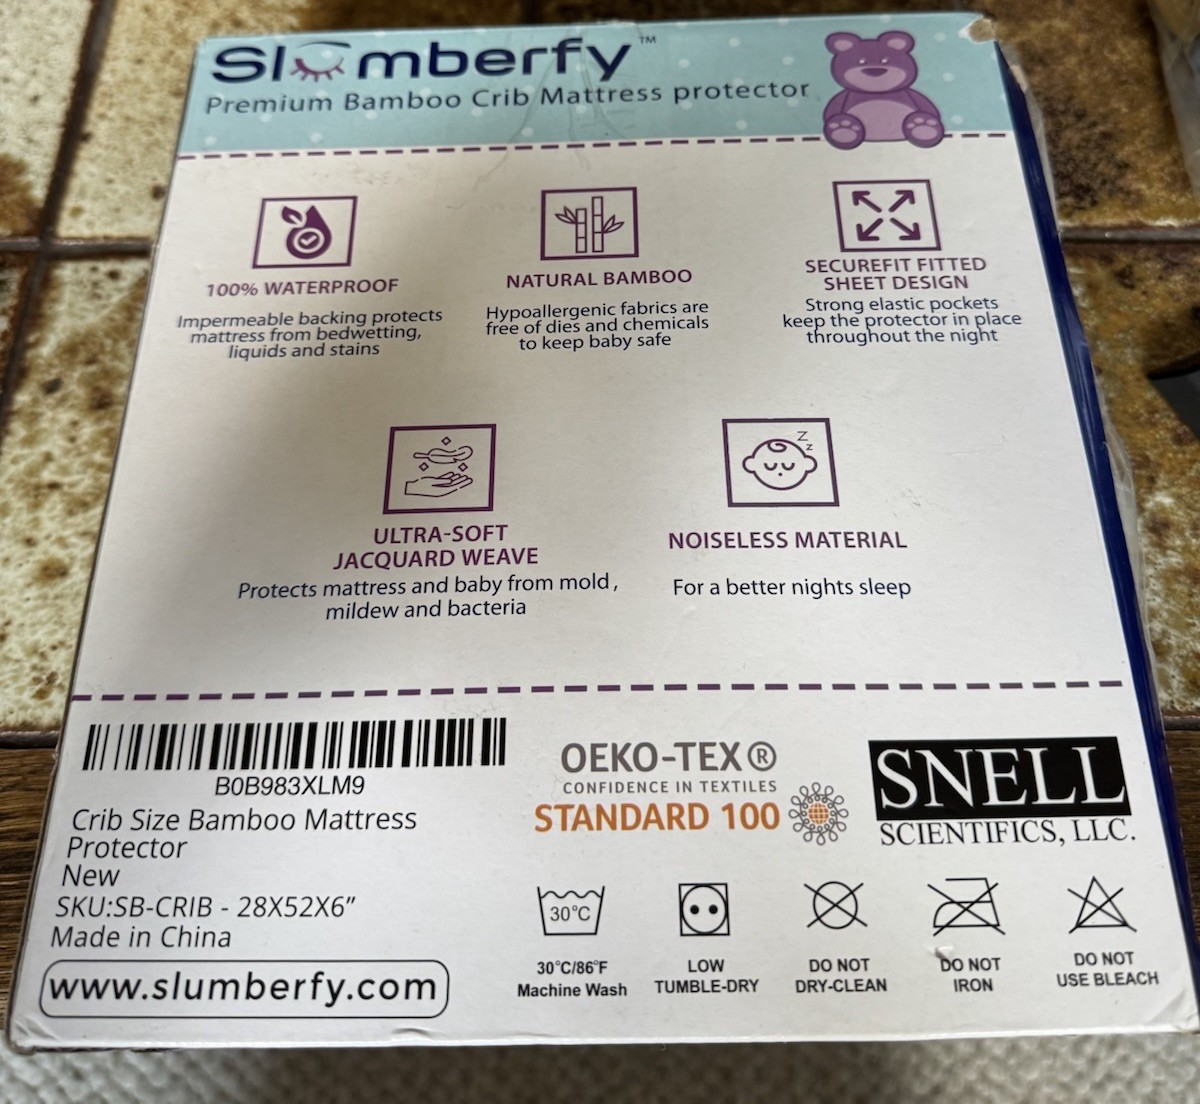 Slumberfy™
Premium Bamboo Crib Mattress protector
100% WATERPROOF
Impermeable backing protects
mattress from bedwetting,
liquids and stains
NATURAL BAMBOO
Hypoallergenic fabrics are
free of dies and chemicals
to keep baby safe
SECUREFIT FITTED
SHEET DESIGN
Strong elastic pockets
keep the protector in place
throughout the night
ULTRA-SOFT
JACQUARD WEAVE
Protects mattress and baby from mold,
mildew and bacteria
Z
Z
NOISELESS MATERIAL
For a better nights sleep
B0B983XLM9
Crib Size Bamboo Mattress
Protector
New
SKU:SB-CRIB - 28X52X6”
Made in China
www.slumberfy.com
OEKO-TEX®
CONFIDENCE IN TEXTILES
STANDARD 100
SNELL
SCIENTIFICS, LLC.
30°C
30°C/86°F
Machine Wash
LOW
TUMBLE-DRY
DO NOT
DRY-CLEAN
DO NOT
IRON
DO NOT
USE BLEACH